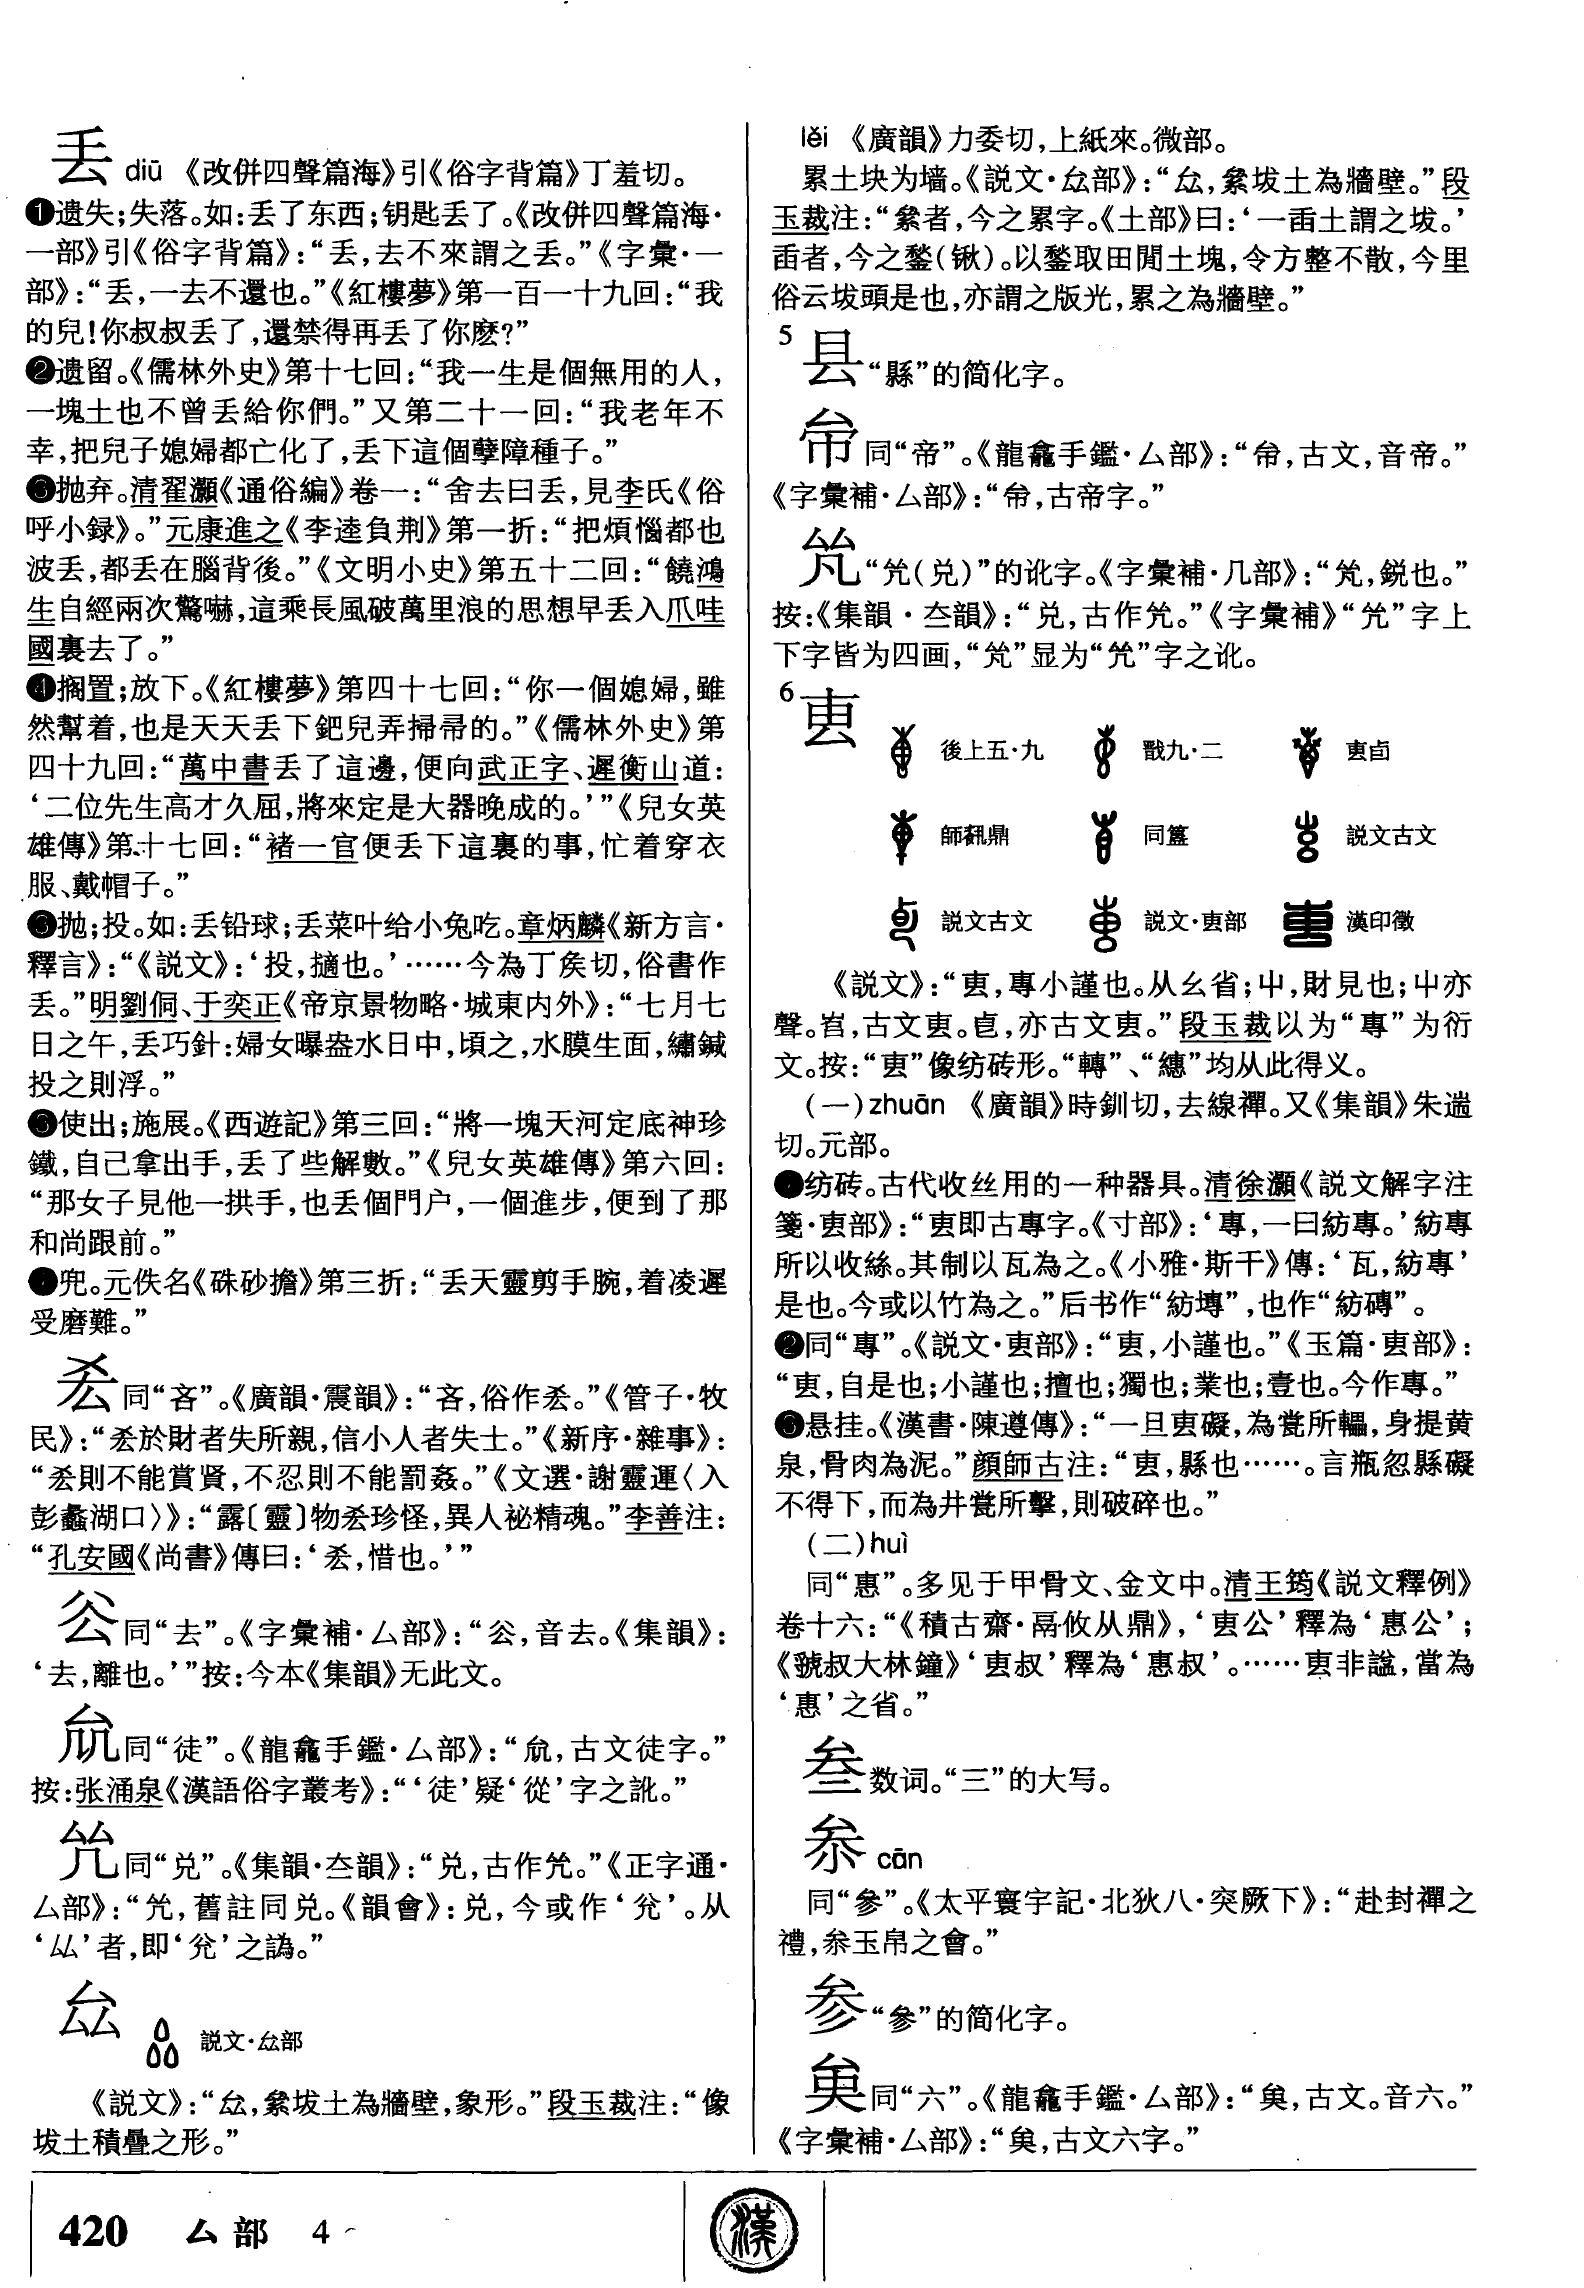 丢 diū 《改併四聲篇海》引《俗字背篇》丁羞切。
❶遗失；失落。如：丢了东西；钥匙丢了。《改併四聲篇海·
一部》引《俗字背篇》：“丢，去不來謂之丢。”《字彙·一
部》：“丢，一去不還也。”《紅樓夢》第一百一十九回：“我
的兒！你叔叔丢了，還禁得再丢了你麽？”
❷遗留。《儒林外史》第十七回：“我一生是個無用的人，
一塊土也不曾丢給你們。”又第二十一回：“我老年不
幸，把兒子媳婦都亡化了，丢下這個孽障種子。”
❸抛弃。清翟灝《通俗編》卷一：“舍去曰丢，見李氏《俗
呼小録》。”元康進之《李逵負荆》第一折：“把煩惱都也
波丢，都丢在腦背後。”《文明小史》第五十二回：“饒鴻
生自經兩次驚嚇，這乘長風破萬里浪的思想早丢入爪哇
國裏去了。”
❹搁置；放下。《紅樓夢》第四十七回：“你一個媳婦，雖
然幫着，也是天天丢下鈀兒弄掃帚的。”《儒林外史》第
四十九回：“萬中書丢了這邊，便向武正字、遲衡山道：
‘二位先生高才久屈，將來定是大器晚成的。’”《兒女英
雄傳》第十七回：“褚一官便丢下這裏的事，忙着穿衣
服、戴帽子。”
❺抛；投。如：丢铅球；丢菜叶给小兔吃。章炳麟《新方言·
釋言》：“《説文》：‘投，擿也。’……今為丁矦切，俗書作
丢。”明劉侗、于奕正《帝京景物略·城東内外》：“七月七
日之午，丢巧針：婦女曝盎水日中，頃之，水膜生面，繡鍼
投之則浮。”
❻使出；施展。《西遊記》第三回：“將一塊天河定底神珍
鐵，自己拿出手，丢了些解數。”《兒女英雄傳》第六回：
“那女子見他一拱手，也丢個門户，一個進步，便到了那
和尚跟前。”
❼兜。元佚名《硃砂擔》第三折：“丢天靈剪手腕，着凌遲
受磨難。”
㕕同“吝”。《廣韻·震韻》：“吝，俗作㕕。”《管子·牧
民》：“㕕於財者失所親，信小人者失士。”《新序·雜事》：
“㕕則不能賞賢，不忍則不能罰姦。”《文選·謝靈運〈入
彭蠡湖口〉》：“露〔靈〕物㕕珍怪，異人祕精魂。”李善注：
“孔安國《尚書》傳曰：‘㕕，惜也。’”
同“去”。《字彙補·厶部》：“，音去。《集韻》：
‘去，離也。’”按：今本《集韻》无此文。
同“徒”。《龍龕手鑑·厶部》：“，古文徒字。”
按：张涌泉《漢語俗字叢考》：“‘徒’疑‘從’字之訛。”
同“兑”。《集韻·夳韻》：“兑，古作。”《正字通·
厶部》：“，舊註同兑。《韻會》：兑，今或作‘兊’。从
‘厸’者，即‘兊’之譌。”
厽 説文·厽部
《説文》：“厽，絫坺土為牆壁，象形。”段玉裁注：“像
坺土積疊之形。”
lěi 《廣韻》力委切，上紙來。微部。
累土块为墙。《説文·厽部》：“厽，絫坺土為牆壁。”段
玉裁注：“絫者，今之累字。《土部》曰：‘一臿土謂之坺。’
臿者，今之鍫（锹）。以鍫取田閒土塊，令方整不散，今里
俗云坺頭是也，亦謂之版光，累之為牆壁。”
5 县“縣”的简化字。
同“帝”。《龍龕手鑑·厶部》：“，古文，音帝。”
《字彙補·厶部》：“，古帝字。”
“（兑）”的讹字。《字彙補·几部》：“，鋭也。”
按：《集韻·夳韻》：“兑，古作。”《字彙補》“”字上
下字皆为四画，“”显为“”字之讹。
6 叀 後上五·九 戩九·二 叀卣
師𩛥鼎 同簋 説文古文
説文古文 説文·叀部 漢印徵
《説文》：“叀，專小謹也。从幺省；屮，財見也；屮亦
聲。𠧟，古文叀。𠧢，亦古文叀。”段玉裁以为“專”为衍
文。按：“叀”像纺砖形。“轉”、“繐”均从此得义。
（一）zhuān 《廣韻》時釧切，去線禪。又《集韻》朱遄
切。元部。
❶纺砖。古代收丝用的一种器具。清徐灝《説文解字注
箋·叀部》：“叀即古專字。《寸部》：‘專，一曰紡專。’紡專
所以收絲。其制以瓦為之。《小雅·斯干》傳：‘瓦，紡專’
是也。今或以竹為之。”后书作“紡塼”，也作“紡磚”。
❷同“專”。《説文·叀部》：“叀，小謹也。”《玉篇·叀部》：
“叀，自是也；小謹也；擅也；獨也；業也；壹也。今作專。”
❸悬挂。《漢書·陳遵傳》：“一旦叀礙，為瓽所轠，身提黄
泉，骨肉為泥。”顔師古注：“叀，縣也……。言瓶忽縣礙
不得下，而為井瓽所擊，則破碎也。”
（二）huì
同“惠”。多见于甲骨文、金文中。清王筠《説文釋例》
卷十六：“《積古齋·鬲攸从鼎》，‘叀公’釋為‘惠公’；
《虢叔大林鐘》‘叀叔’釋為‘惠叔’。……叀非謚，當為
‘惠’之省。”
叁数词。“三”的大写。
叅 cān
同“參”。《太平寰宇記·北狄八·突厥下》：“赴封禪之
禮，叅玉帛之會。”
参“參”的简化字。
同“六”。《龍龕手鑑·厶部》：“，古文。音六。”
《字彙補·厶部》：“，古文六字。”
420 厶部 4
漢